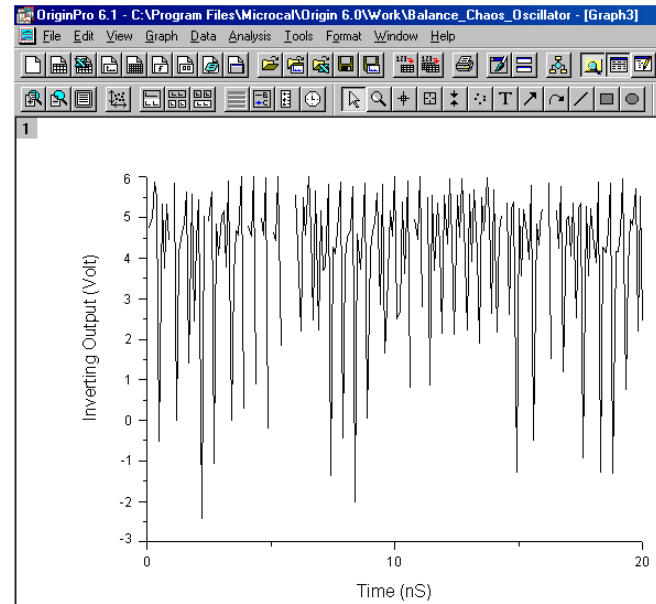 OriginPro 6.1 - C:\Program Files\Microcal\Origin 6.0\Work\Balance_Chaos_Oscillator - [Graph3]
File Edit View Graph Data Analysis Tools Format Window Help
1
6
5
4
3
2
1
0
-1
-2
-3
Inverting Output (Volt)
0 10 20
Time (nS)